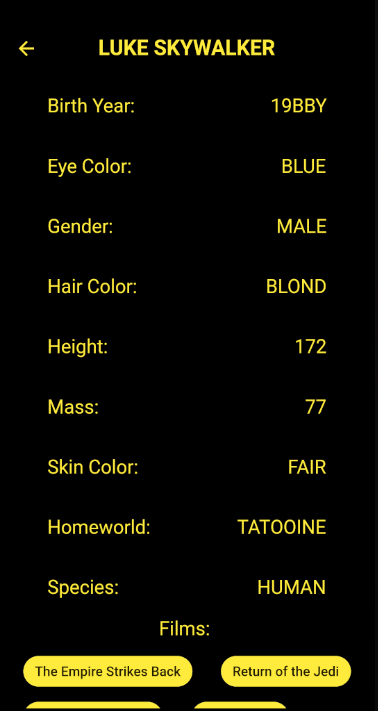 LUKE SKYWALKER
Birth Year: 19BBY
Eye Color: BLUE
Gender: MALE
Hair Color: BLOND
Height: 172
Mass: 77
Skin Color: FAIR
Homeworld: TATOOINE
Species: HUMAN
Films:
The Empire Strikes Back Return of the Jedi